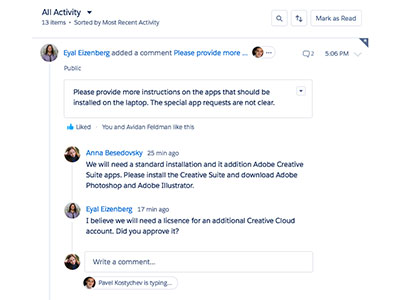 All Activity
13 items • Sorted by Most Recent Activity
Mark as Read
Eyal Eizenberg added a comment Please provide more ...
2
5:06 PM
Public
Please provide more instructions on the apps that should be
installed on the laptop. The special app requests are not clear.
Liked · You and Avidan Feldman like this
Anna Besedovsky 25 min ago
We will need a standard installation and it addition Adobe Creative
Suite apps. Please install the Creative Suite and download Adobe
Photoshop and Adobe Illustrator.
Eyal Eizenberg 17 min ago
I believe we will need a licsence for an additional Creative Cloud
account. Did you approve it?
Write a comment...
Pavel Kostychev is typing...